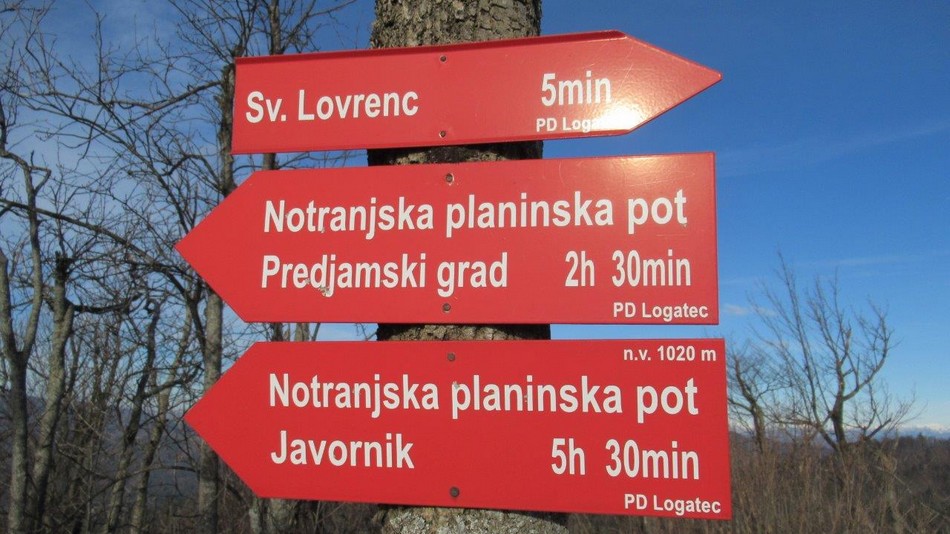 Sv. Lovrenc 5min
PD Logatec
Notranjska planinska pot
Predjamski grad 2h 30min
PD Logatec
n.v. 1020 m
Notranjska planinska pot
Javornik 5h 30min
PD Logatec